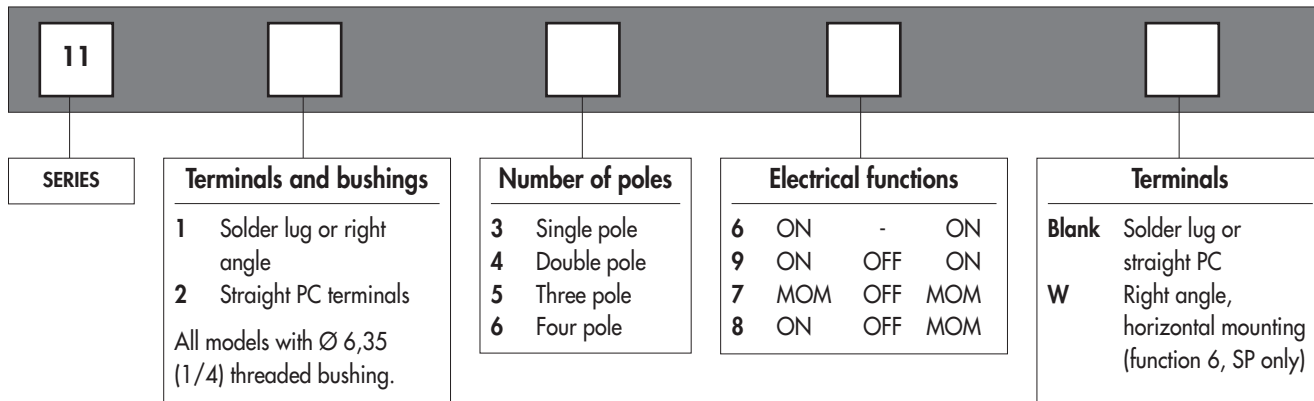 11
SERIES
Terminals and bushings
1 Solder lug or right
angle
2 Straight PC terminals
All models with Ø 6,35
(1/4) threaded bushing.
Number of poles
3 Single pole
4 Double pole
5 Three pole
6 Four pole
Electrical functions
6 ON - ON
9 ON OFF ON
7 MOM OFF MOM
8 ON OFF MOM
Terminals
Blank Solder lug or
straight PC
W Right angle,
horizontal mounting
(function 6, SP only)